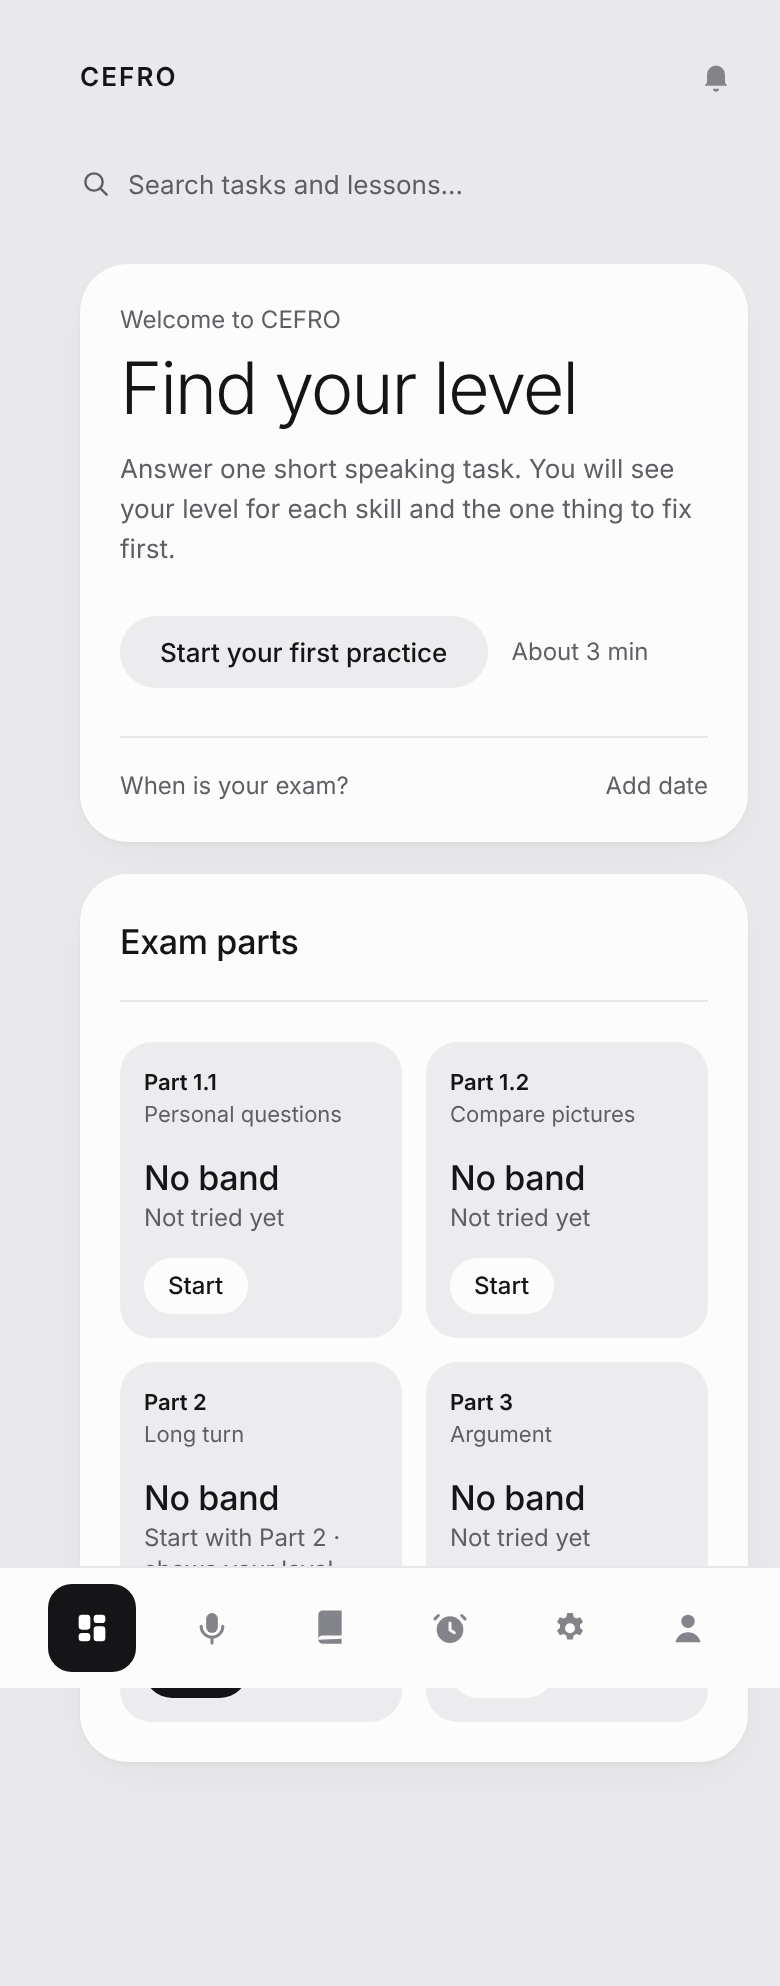 CEFRO
Search tasks and lessons...
Welcome to CEFRO
Find your level
Answer one short speaking task. You will see
your level for each skill and the one thing to fix
first.
Start your first practice
About 3 min
When is your exam?
Add date
Exam parts
Part 1.1
Personal questions
No band
Not tried yet
Start
Part 1.2
Compare pictures
No band
Not tried yet
Start
Part 2
Long turn
No band
Start with Part 2 ·
Part 3
Argument
No band
Not tried yet